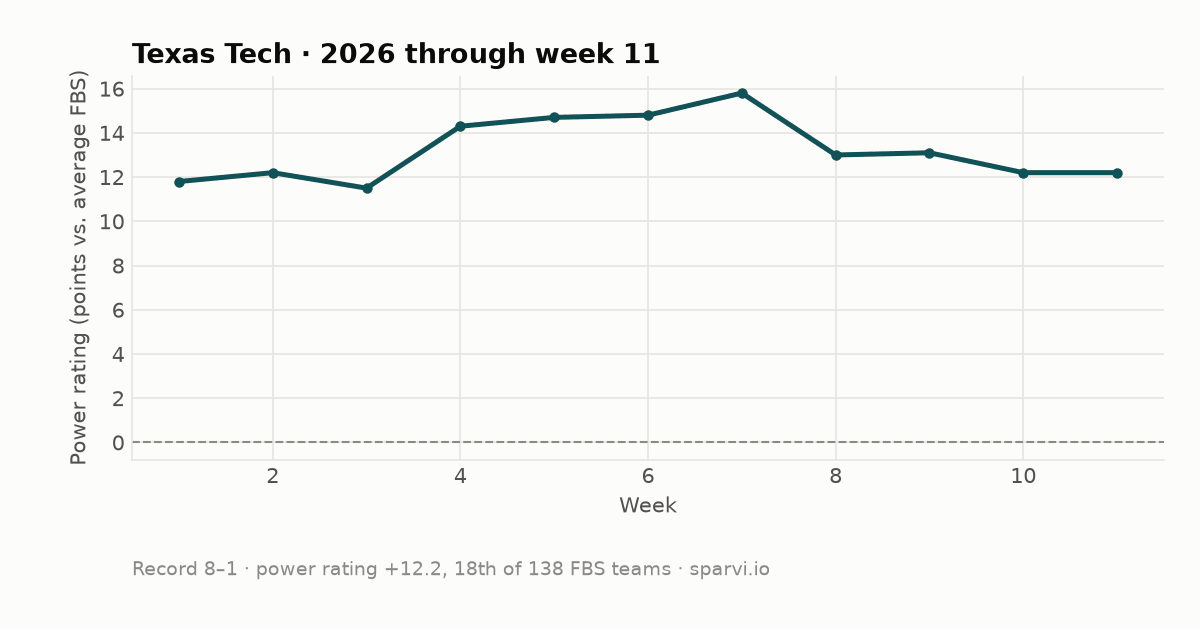 Texas Tech · 2026 through week 11
Power rating (points vs. average FBS)
16
14
12
10
8
6
4
2
0
2 4 6 8 10
Week
Record 8–1 · power rating +12.2, 18th of 138 FBS teams · sparvi.io